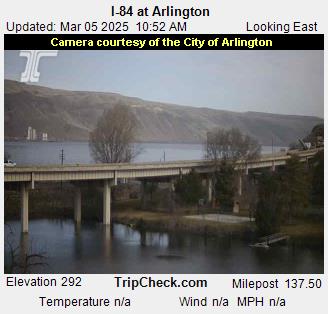 I-84 at Arlington
Updated: Mar 05 2025 10:52 AM Looking East
Camera courtesy of the City of Arlington
Elevation 292 TripCheck.com Milepost 137.50
Temperature n/a Wind n/a MPH n/a